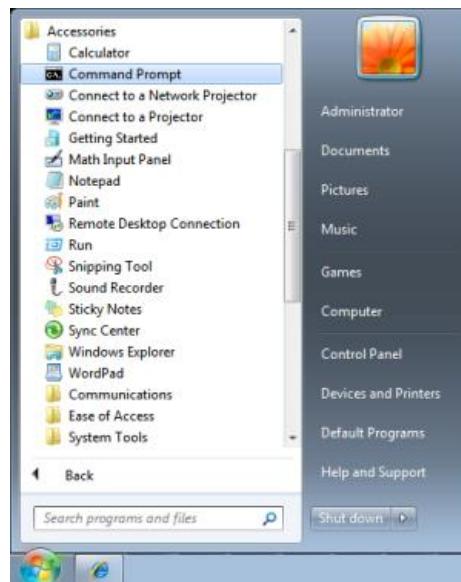 Accessories
Calculator
Command Prompt
Connect to a Network Projector
Connect to a Projector
Getting Started
Math Input Panel
Notepad
Paint
Remote Desktop Connection
Run
Snipping Tool
Sound Recorder
Sticky Notes
Sync Center
Windows Explorer
WordPad
Communications
Ease of Access
System Tools
Back
Search programs and files
Administrator
Documents
Pictures
Music
Games
Computer
Control Panel
Devices and Printers
Default Programs
Help and Support
Shut down